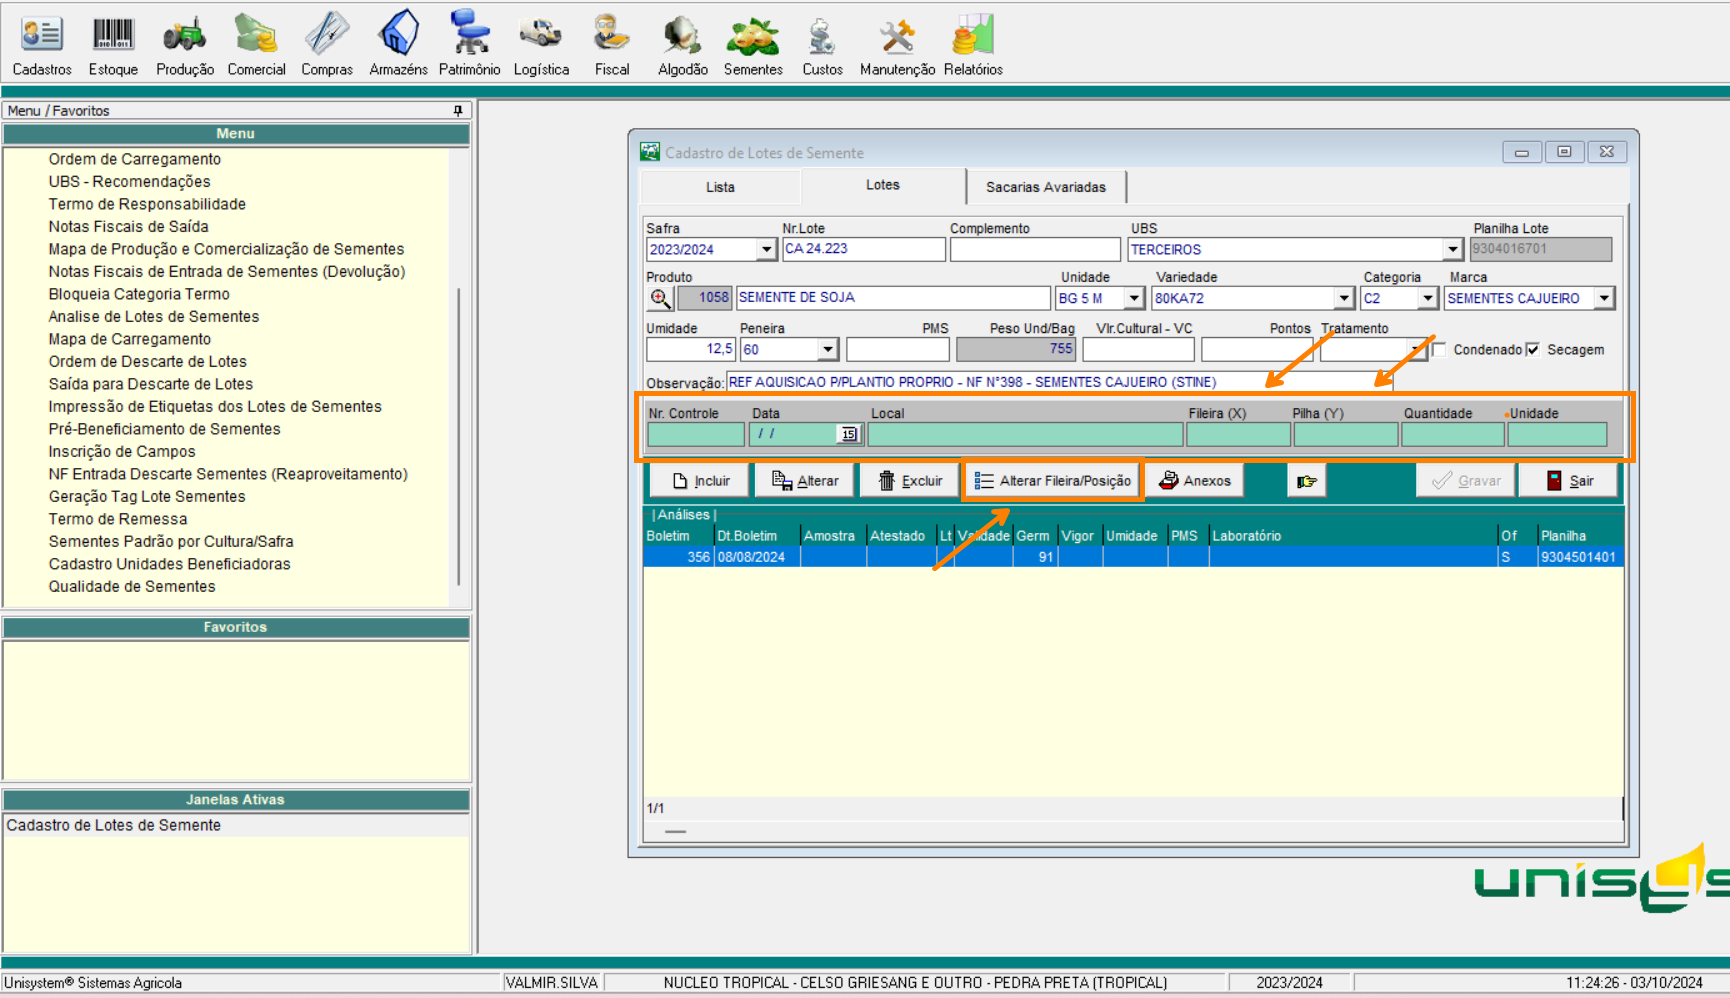 Cadastros Estoque Produção Comercial Compras Armazéns Patrimônio Logística Fiscal Algodão Sementes Custos Manutenção Relatórios
Menu / Favoritos
Menu
Ordem de Carregamento
UBS - Recomendações
Termo de Responsabilidade
Notas Fiscais de Saída
Mapa de Produção e Comercialização de Sementes
Notas Fiscais de Entrada de Sementes (Devolução)
Bloqueia Categoria Termo
Analise de Lotes de Sementes
Mapa de Carregamento
Ordem de Descarte de Lotes
Saída para Descarte de Lotes
Impressão de Etiquetas dos Lotes de Sementes
Pré-Beneficiamento de Sementes
Inscrição de Campos
NF Entrada Descarte Sementes (Reaproveitamento)
Geração Tag Lote Sementes
Termo de Remessa
Sementes Padrão por Cultura/Safra
Cadastro Unidades Beneficiadoras
Qualidade de Sementes
Favoritos
Janelas Ativas
Cadastro de Lotes de Semente
Cadastro de Lotes de Semente
Lista Lotes Sacarias Avariadas
Safra Nr.Lote Complemento UBS Planilha Lote
2023/2024 CA 24.223 TERCEIROS 9304016701
Produto Unidade Variedade Categoria Marca
1058 SEMENTE DE SOJA BG 5 M 80KA72 C2 SEMENTES CAJUEIRO
Umidade Peneira PMS Peso Und/Bag Vlr.Cultural - VC Pontos Tratamento
12,5 60 755 Condenado Secagem
Observação: REF AQUISICAO P/PLANTIO PROPRIO - NF N°398 - SEMENTES CAJUEIRO (STINE)
Nr. Controle Data Local Fileira (X) Pilha (Y) Quantidade Unidade
/ / 15
Incluir Alterar Excluir Alterar Fileira/Posição Anexos Gravar Sair
|Análises|
Boletim Dt.Boletim Amostra Atestado Lt Validade Germ Vigor Umidade PMS Laboratório Of Planilha
356 08/08/2024 91 S 9304501401
1/1
unisys
Unisystem® Sistemas Agricola VALMIR.SILVA NUCLEO TROPICAL - CELSO GRIESANG E OUTRO - PEDRA PRETA (TROPICAL) 2023/2024 11:24:26 - 03/10/2024